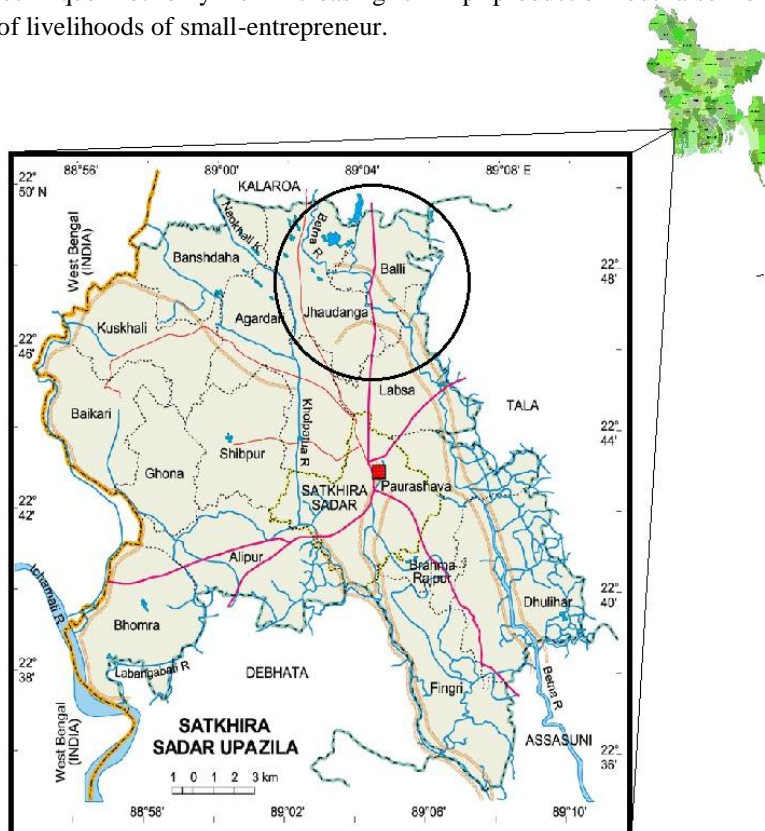 of livelihoods of small-entrepreneur.
88°56'
89°00'
89°04'
89°08' E
22°
50' N
KALAROA
West Bengal
(INDIA)
Naokhali K
Betna
R
Banshdaha
Balli
22°
48'
Kuskhali
Agardari
Jhaudanga
22°
46'
Labsa
TALA
Baikari
Kholpatua R
22°
44'
Shibpur
Ghona
SATKHIRA
SADAR
Paurashava
22°
42'
Alipur
Brahma
Rajpur
Ichamati R
22°
40'
Dhulihar
Bhomra
22°
38'
Labangabati R
DEBHATA
Fingri
Betna R
West Bengal
(INDIA)
SATKHIRA
SADAR UPAZILA
ASSASUNI
22°
36'
1 0 1 2 3 km
88°58'
89°02'
89°06'
89°10'